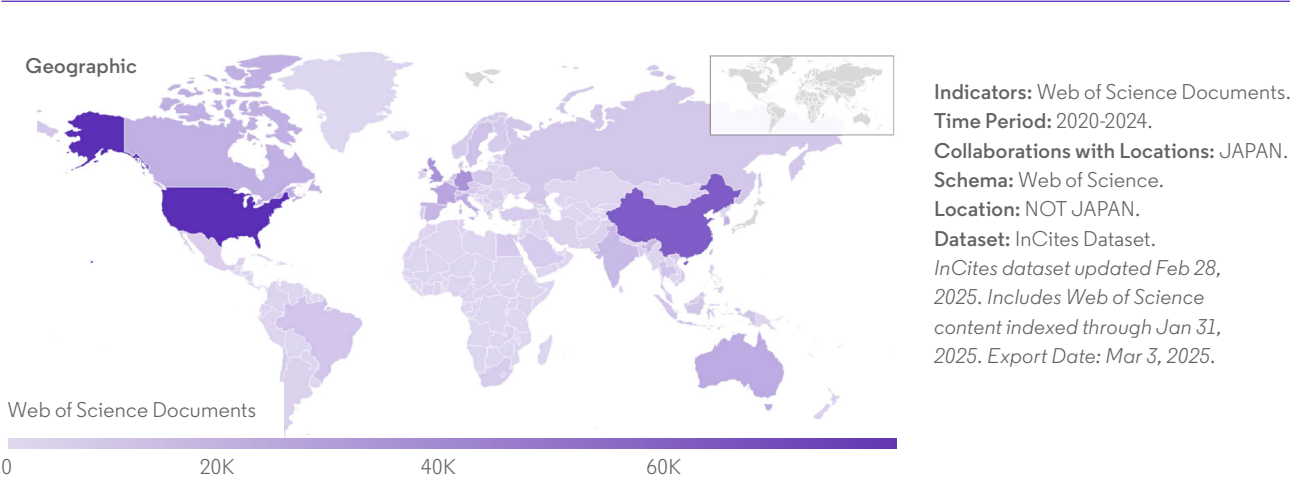 Geographic
Indicators: Web of Science Documents.
Time Period: 2020-2024.
Collaborations with Locations: JAPAN.
Schema: Web of Science.
Location: NOT JAPAN.
Dataset: InCites Dataset.
InCites dataset updated Feb 28,
2025. Includes Web of Science
content indexed through Jan 31,
2025. Export Date: Mar 3, 2025.
Web of Science Documents
0 20K 40K 60K